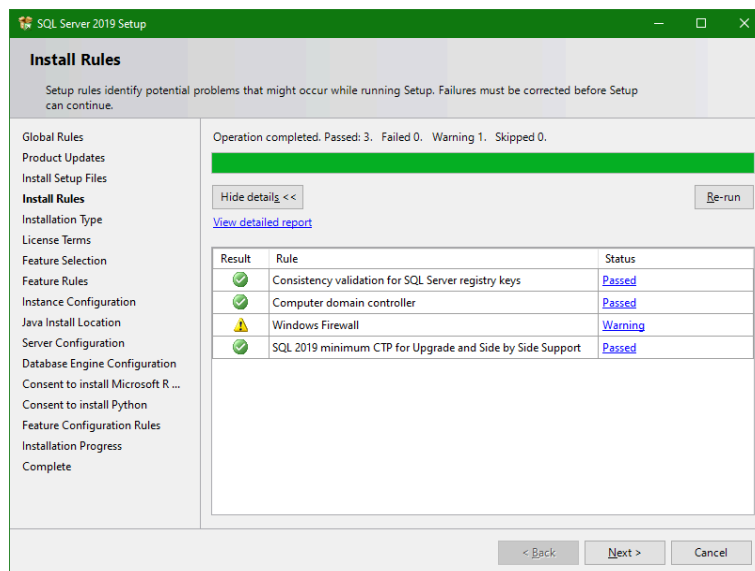 SQL Server 2019 Setup
Install Rules
Setup rules identify potential problems that might occur while running Setup. Failures must be corrected before Setup
can continue.
Global Rules
Product Updates
Install Setup Files
Install Rules
Installation Type
License Terms
Feature Selection
Feature Rules
Instance Configuration
Java Install Location
Server Configuration
Database Engine Configuration
Consent to install Microsoft R ...
Consent to install Python
Feature Configuration Rules
Installation Progress
Complete
Operation completed. Passed: 3. Failed 0. Warning 1. Skipped 0.
Hide details << Re-run
View detailed report
Result Rule Status
Consistency validation for SQL Server registry keys Passed
Computer domain controller Passed
Windows Firewall Warning
SQL 2019 minimum CTP for Upgrade and Side by Side Support Passed
< Back Next > Cancel